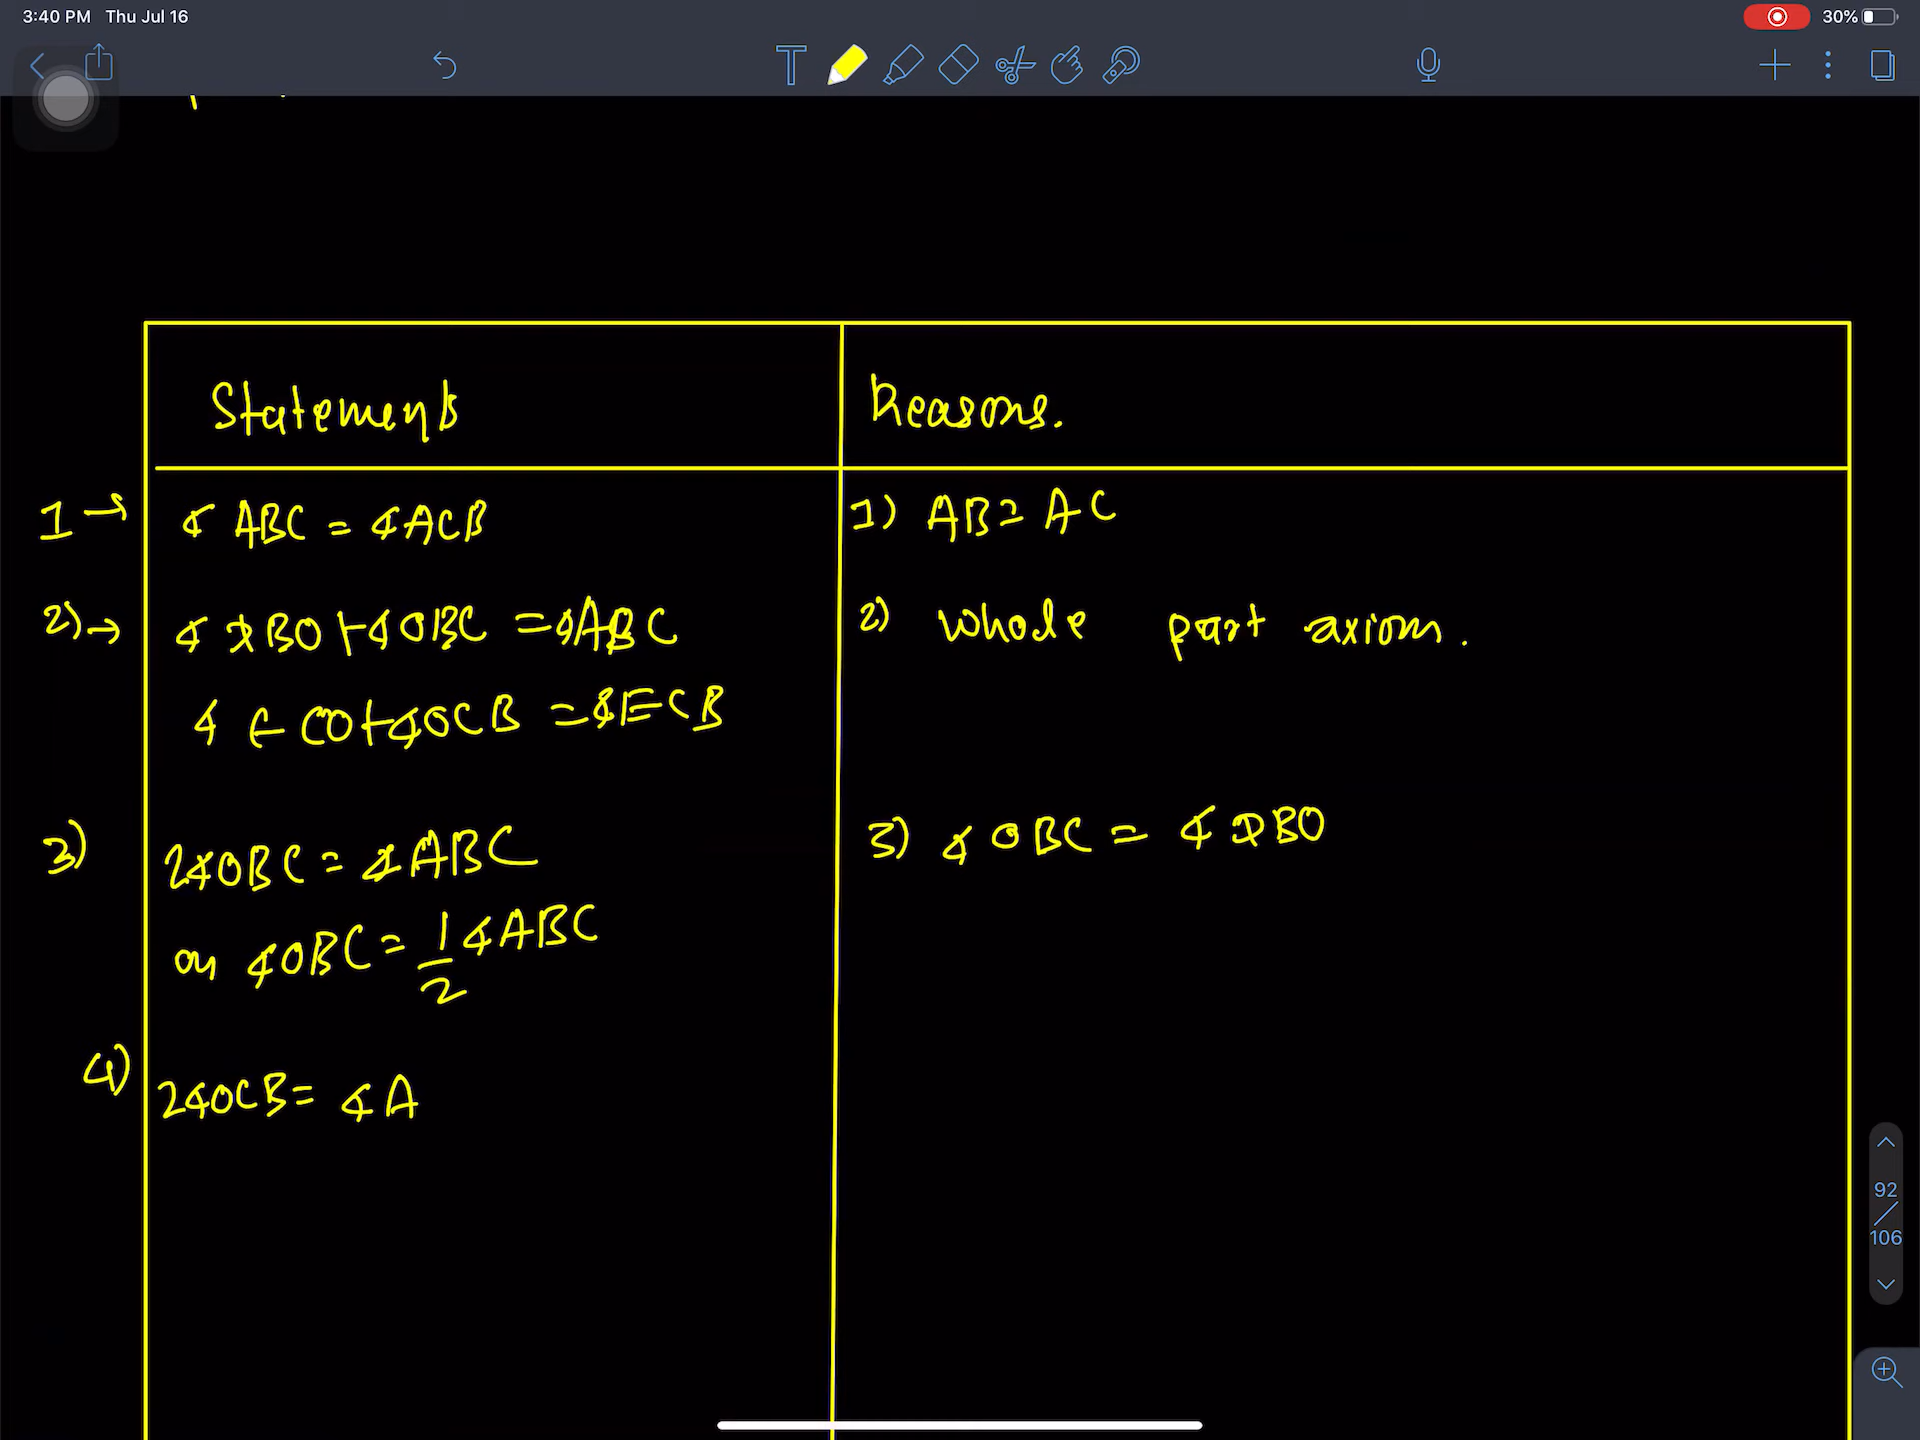 3:40 PM Thu Jul 16
30%
Statements
Reasons.
1 → ∡ABC = ∡ACB
1) AB = AC
2) → ∡DBO + ∡OBC = ∡ABC
2) Whole part axiom.
∡ECO + ∡OCB = ∡ECB
3) 2∡OBC = ∡ABC
3) ∡OBC = ∡DBO
or ∡OBC = 1/2 ∡ABC
4) 2∡OCB = ∡A
92
106